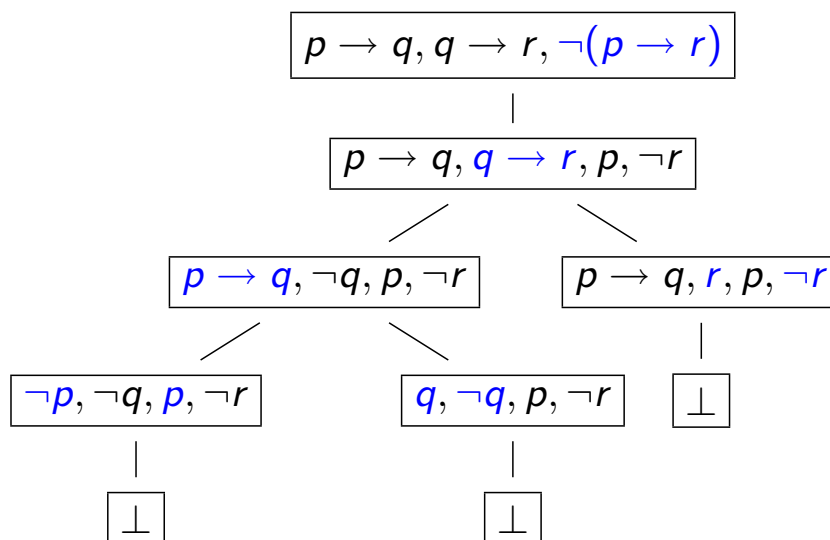 p → q, q → r, ¬(p → r)
p → q, q → r, p, ¬r
p → q, ¬q, p, ¬r
p → q, r, p, ¬r
¬p, ¬q, p, ¬r
q, ¬q, p, ¬r
⊥
⊥
⊥